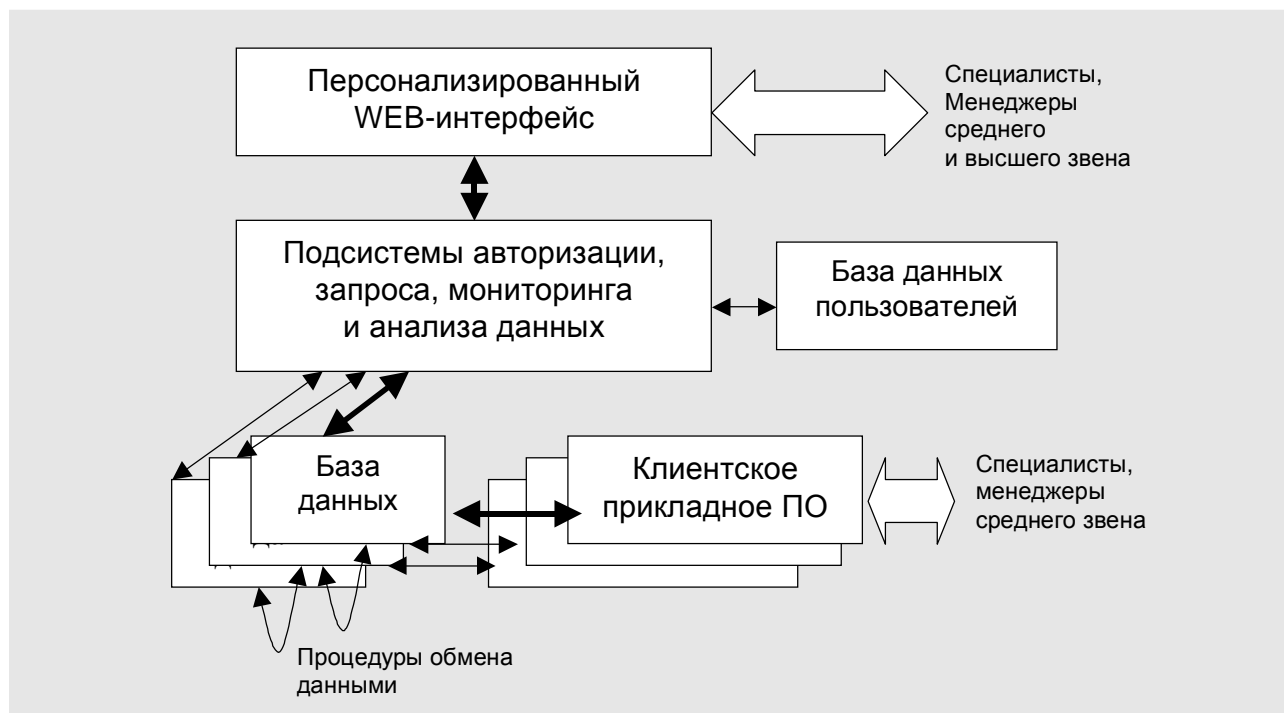 Персонализированный
WEB-интерфейс
Специалисты,
Менеджеры
среднего
и высшего звена
Подсистемы авторизации,
запроса, мониторинга
и анализа данных
База данных
пользователей
База
данных
Клиентское
прикладное ПО
Специалисты,
менеджеры
среднего звена
Процедуры обмена
данными